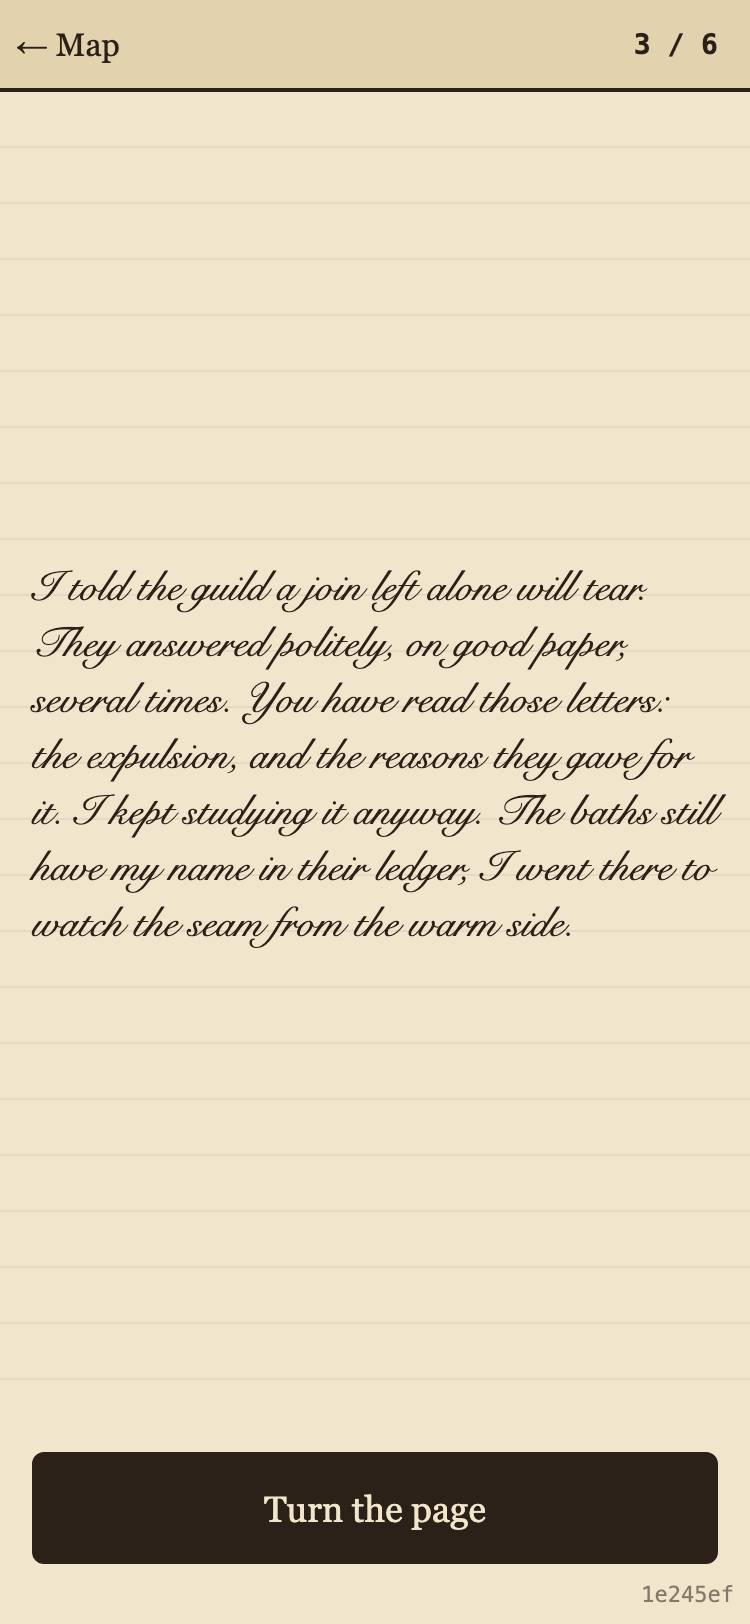 ← Map
3 / 6
I told the guild a join left alone will tear.
They answered politely, on good paper,
several times. You have read those letters:
the expulsion, and the reasons they gave for
it. I kept studying it anyway. The baths still
have my name in their ledger; I went there to
watch the seam from the warm side.
Turn the page
1e245ef